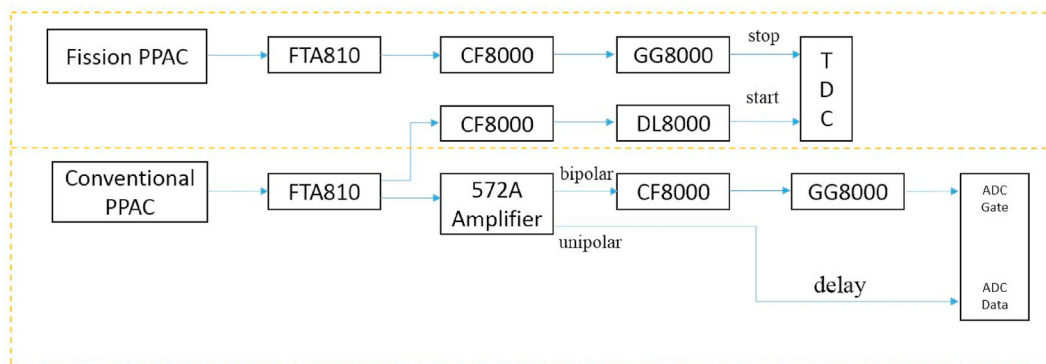 Fission PPAC
FTA810
CF8000
GG8000
stop
T
D
C
CF8000
DL8000
start
Conventional
PPAC
FTA810
572A
Amplifier
bipolar
unipolar
CF8000
GG8000
ADC
Gate
delay
ADC
Data